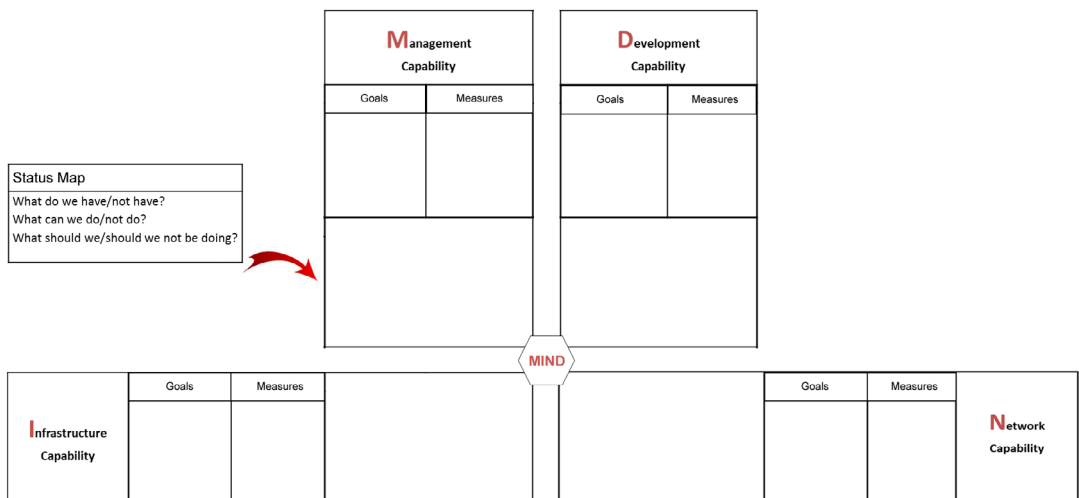 Management
Capability
Goals
Measures
Development
Capability
Goals
Measures
Status Map
What do we have/not have?
What can we do/not do?
What should we/should we not be doing?
MIND
Infrastructure
Capability
Goals
Measures
Goals
Measures
Network
Capability